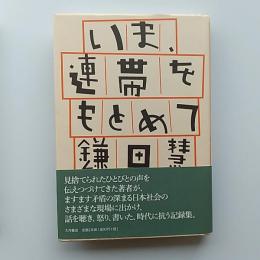 いま、
連帯を
もとめて
鎌田慧
見捨てられたひとびとの声を
伝えつづけてきた著者が、
ますます矛盾の深まる日本社会の
さまざまな現場に出かけ、
話を聴き、怒り、書いた、時代に抗う記録集。
大月書店